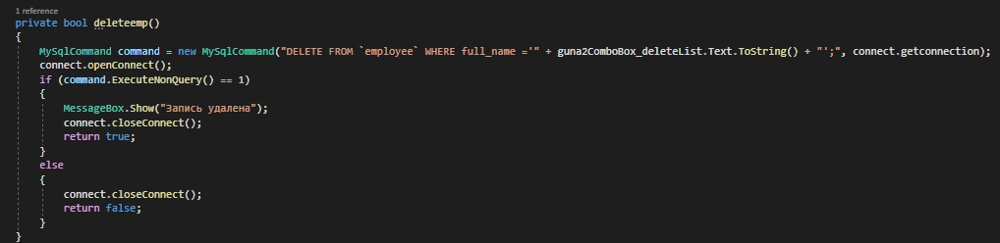 1 reference
private bool deleteemp()
{
MySqlCommand command = new MySqlCommand("DELETE FROM `employee` WHERE full_name ='" + guna2ComboBox_deleteList.Text.ToString() + "';", connect.getconnection);
connect.openConnect();
if (command.ExecuteNonQuery() == 1)
{
MessageBox.Show("Запись удалена");
connect.closeConnect();
return true;
}
else
{
connect.closeConnect();
return false;
}
}